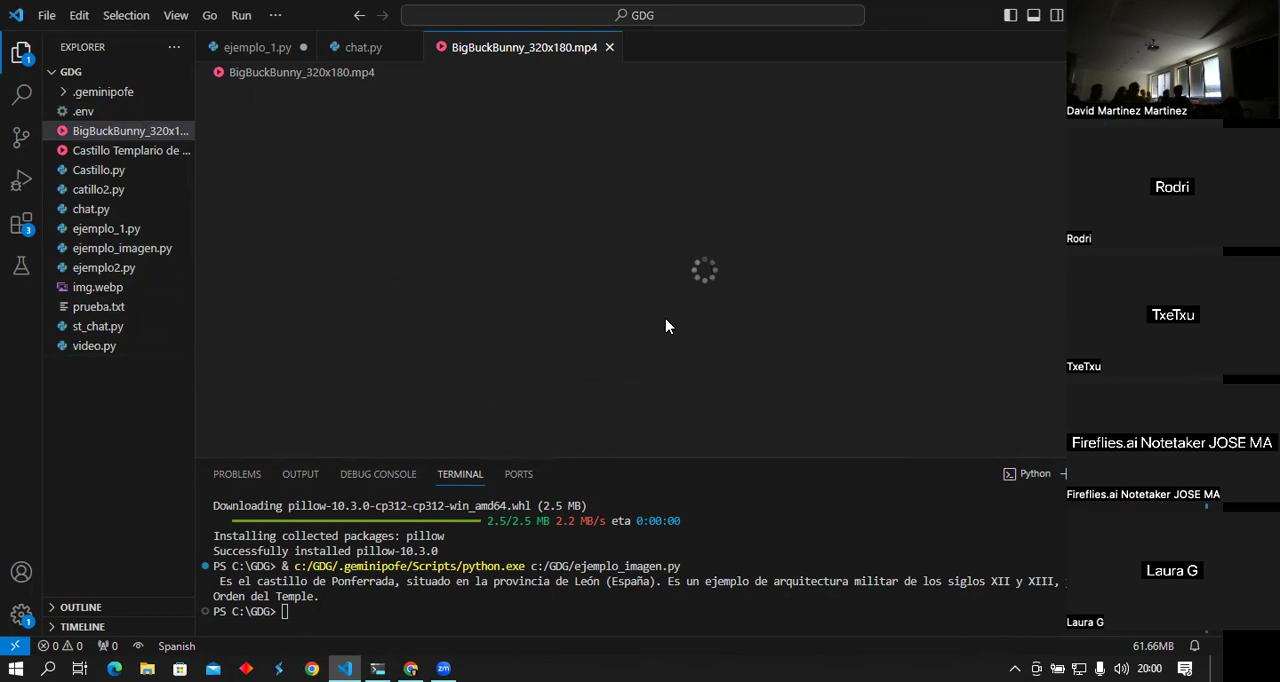 File Edit Selection View Go Run ··· GDG
EXPLORER ···
ejemplo_1.py chat.py BigBuckBunny_320x180.mp4
BigBuckBunny_320x180.mp4
GDG
.geminipofe
.env
BigBuckBunny_320x1...
Castillo Templario de ...
Castillo.py
catillo2.py
chat.py
ejemplo_1.py
ejemplo_imagen.py
ejemplo2.py
img.webp
prueba.txt
st_chat.py
video.py
OUTLINE
TIMELINE
1
3
1
PROBLEMS OUTPUT DEBUG CONSOLE TERMINAL PORTS Python
Downloading pillow-10.3.0-cp312-cp312-win_amd64.whl (2.5 MB)
2.5/2.5 MB 2.2 MB/s eta 0:00:00
Installing collected packages: pillow
Successfully installed pillow-10.3.0
PS C:\GDG> & c:/GDG/.geminipofe/Scripts/python.exe c:/GDG/ejemplo_imagen.py
Es el castillo de Ponferrada, situado en la provincia de León (España). Es un ejemplo de arquitectura militar de los siglos XII y XIII,
Orden del Temple.
PS C:\GDG>
0 0 0 Spanish 61.66MB
20:00
David Martinez Martinez
Rodri
Rodri
TxeTxu
TxeTxu
Fireflies.ai Notetaker JOSE MA
Fireflies.ai Notetaker JOSE MA
Laura G
Laura G
zm